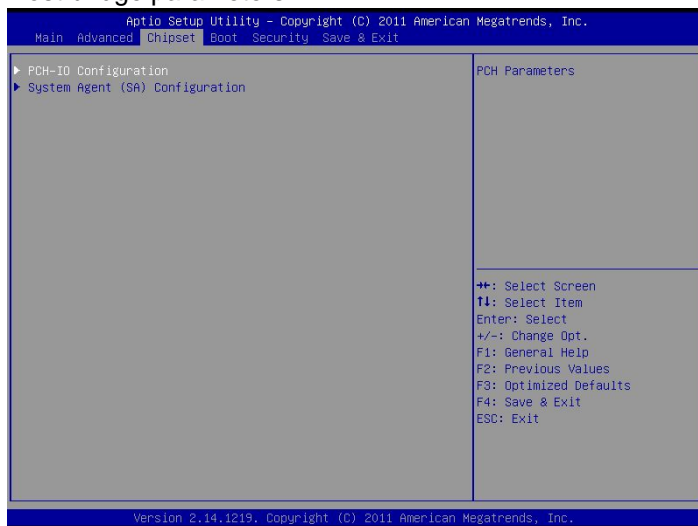 Aptio Setup Utility – Copyright (C) 2011 American Megatrends, Inc.
Main Advanced Chipset Boot Security Save & Exit
▶ PCH-IO Configuration
▶ System Agent (SA) Configuration
PCH Parameters
→←: Select Screen
↑↓: Select Item
Enter: Select
+/-: Change Opt.
F1: General Help
F2: Previous Values
F3: Optimized Defaults
F4: Save & Exit
ESC: Exit
Version 2.14.1219. Copyright (C) 2011 American Megatrends, Inc.